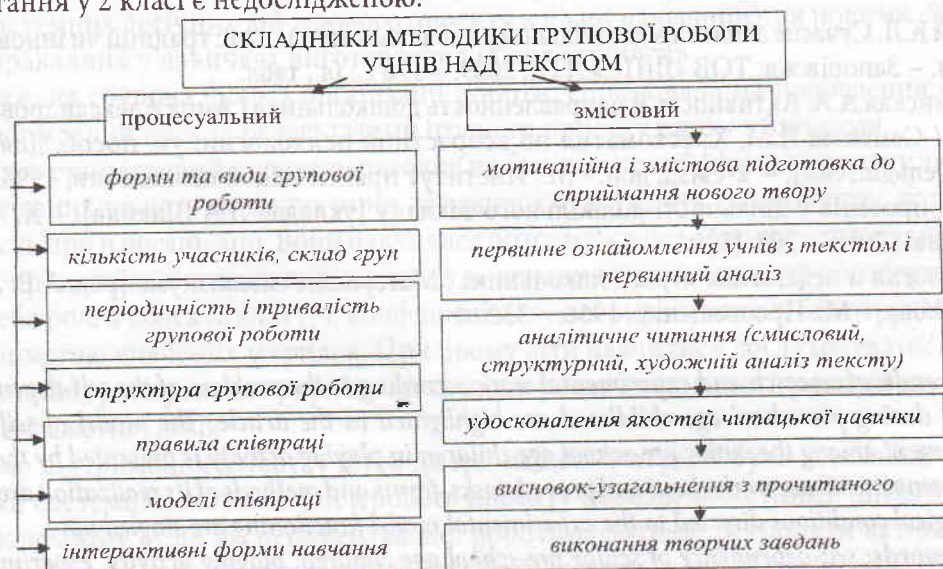 тання у 2 класі є недослідженою.
СКЛАДНИКИ МЕТОДИКИ ГРУПОВОЇ РОБОТИ
УЧНІВ НАД ТЕКСТОМ
процесуальний
змістовий
форми та види групової
роботи
кількість учасників, склад груп
періодичність і тривалість
групової роботи
структура групової роботи
правила співпраці
моделі співпраці
інтерактивні форми навчання
мотиваційна і змістова підготовка до
сприймання нового твору
первинне ознайомлення учнів з текстом і
первинний аналіз
аналітичне читання (смисловий,
структурний, художній аналіз тексту)
удосконалення якостей читацької навички
висновок-узагальнення з прочитаного
виконання творчих завдань